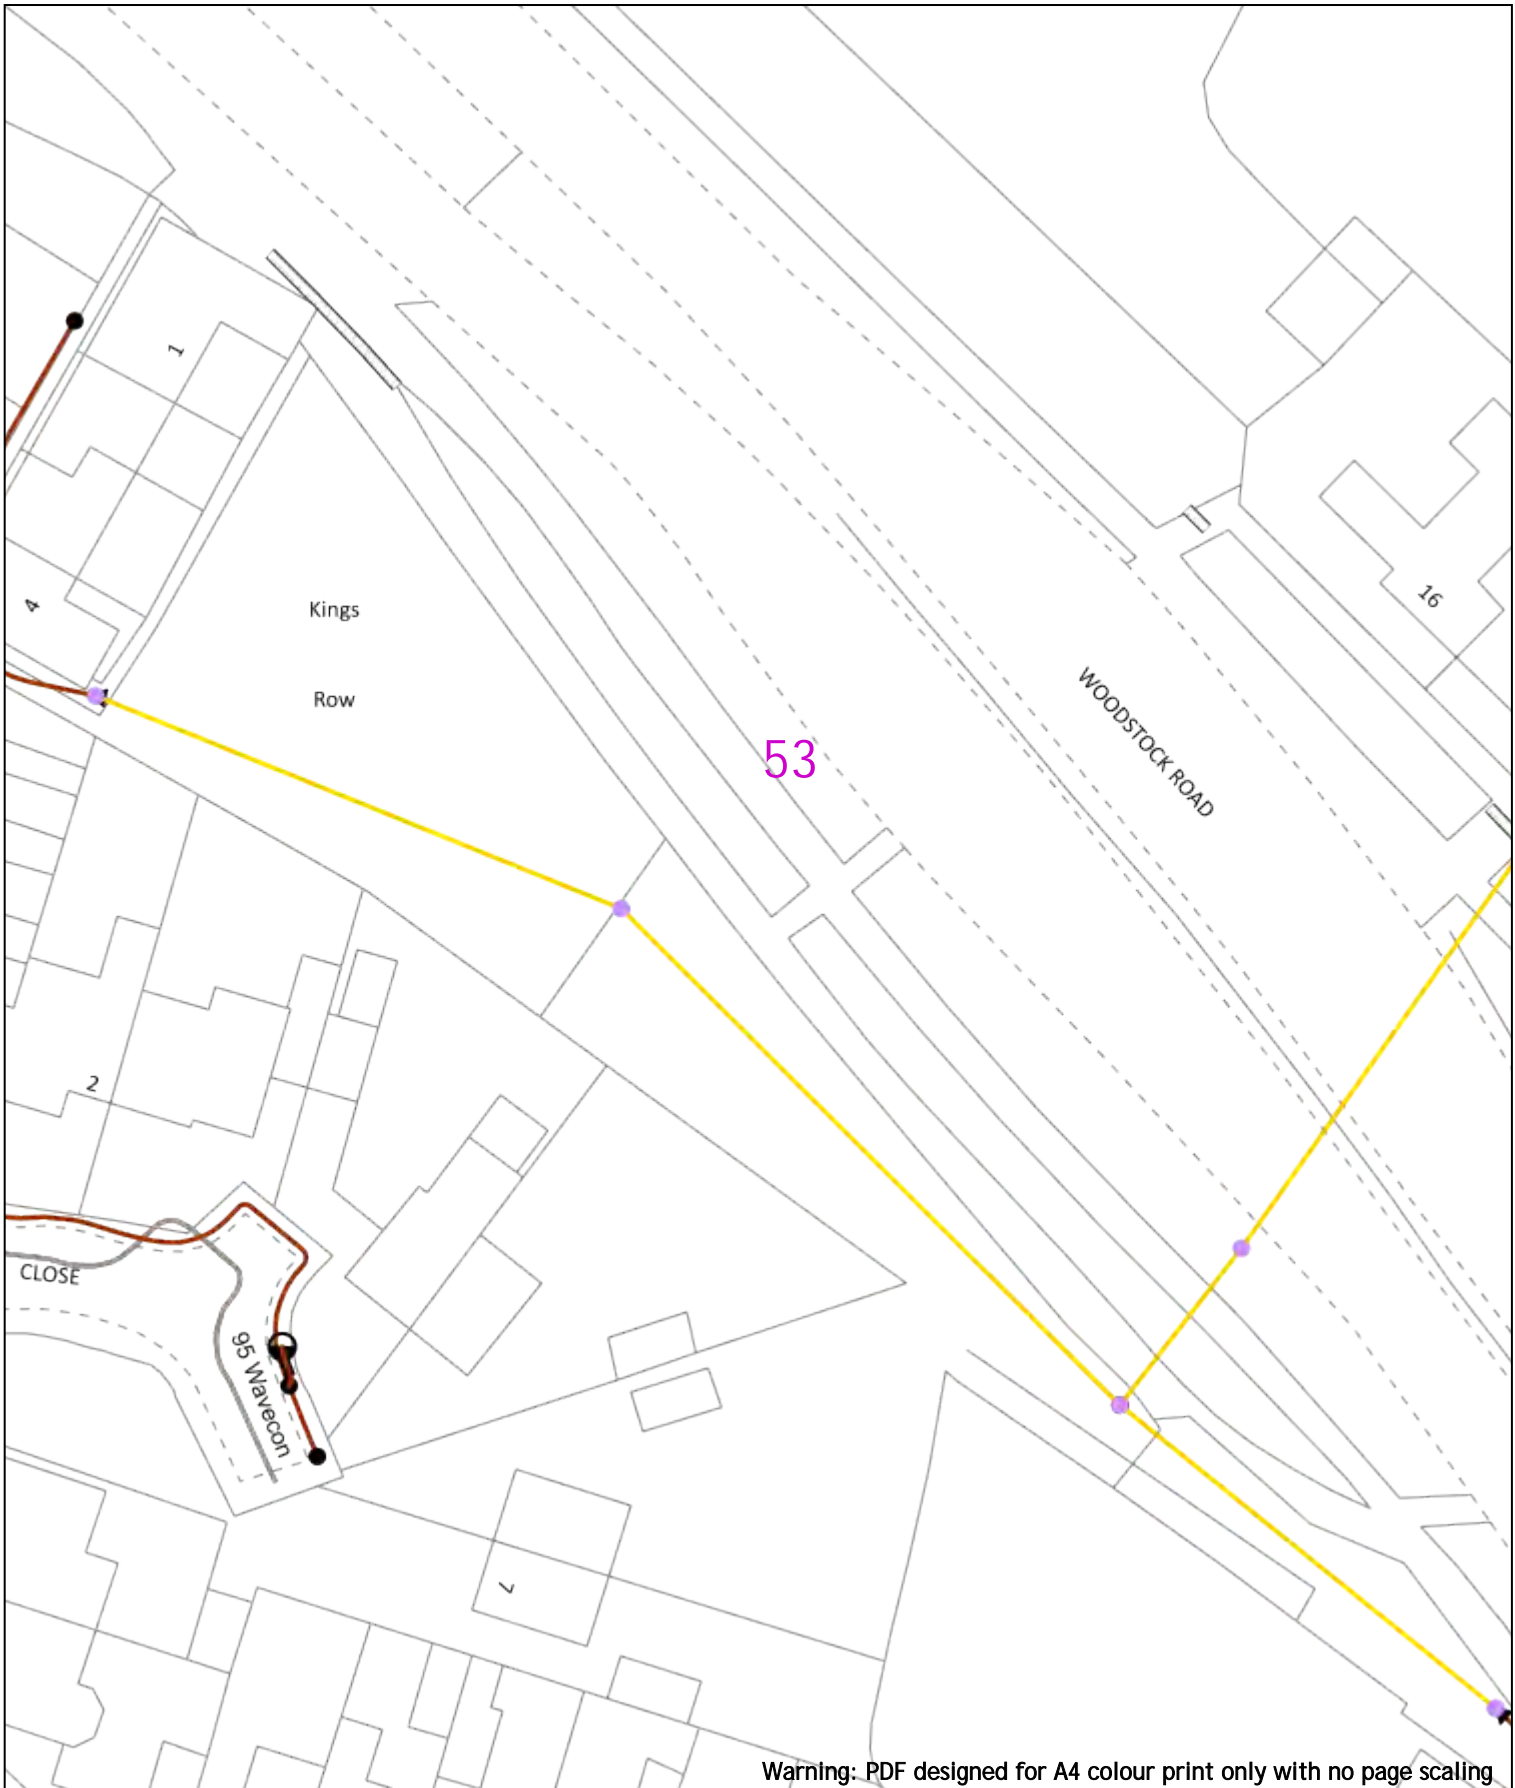 1
4
Kings
Row
16
WOODSTOCK ROAD
53
2
CLOSE
95 Wavecon
7
Warning: PDF designed for A4 colour print only with no page scaling